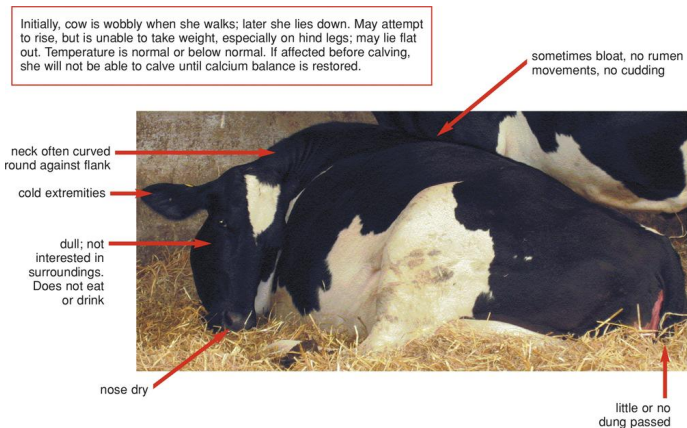 Initially, cow is wobbly when she walks; later she lies down. May attempt
to rise, but is unable to take weight, especially on hind legs; may lie flat
out. Temperature is normal or below normal. If affected before calving,
she will not be able to calve until calcium balance is restored.
sometimes bloat, no rumen
movements, no cudding
neck often curved
round against flank
cold extremities
dull; not
interested in
surroundings.
Does not eat
or drink
nose dry
little or no
dung passed